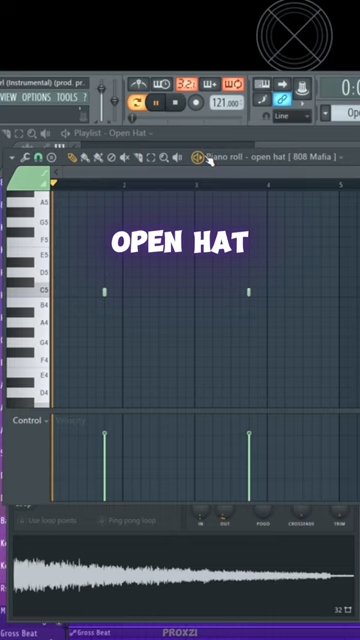 rl (Instrumental) (prod. pr
VIEW OPTIONS TOOLS ?
3.2
121.000
Line
Playlist - Open Hat
Piano roll - open hat [ 808 Mafia ]
2
3
4
5
A5
G5
F5
E5
D5
C5
B4
A4
G4
F4
E4
D4
OPEN HAT
Control
Velocity
Use loop points
Ping pong loop
IN
OUT
POGO
CROSSFADE
TRIM
32
Gross Beat
Gross Beat
PROXZI